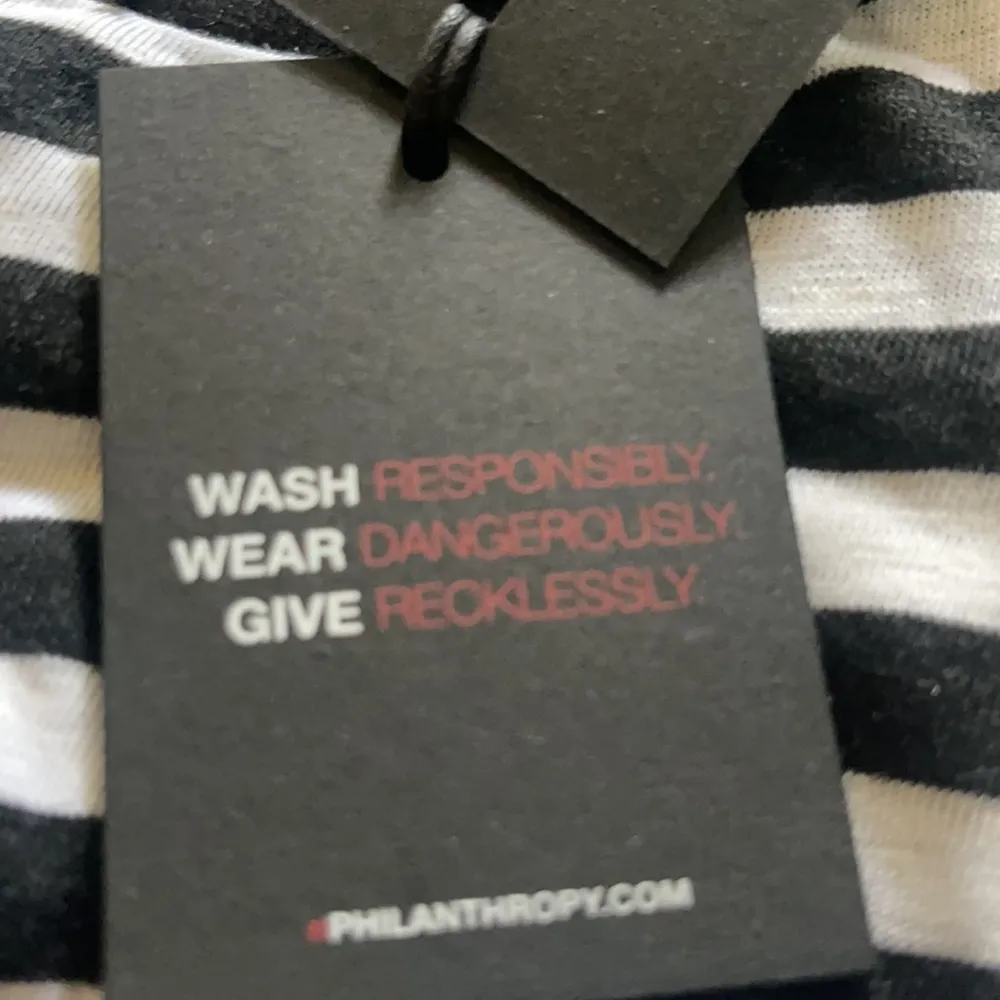 WASH RESPONSIBLY.
WEAR DANGEROUSLY.
GIVE RECKLESSLY
#PHILANTHROPY.COM